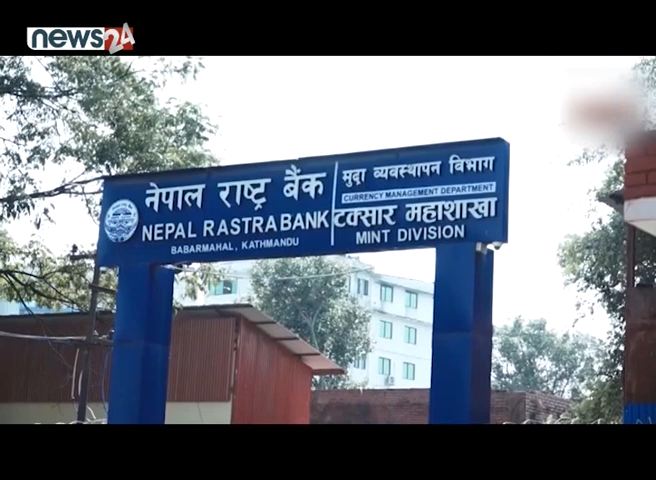 news24
नेपाल राष्ट्र बैंक
NEPAL RASTRA BANK
BABARMAHAL, KATHMANDU
मुद्रा व्यवस्थापन विभाग
CURRENCY MANAGEMENT DEPARTMENT
टक्सार महाशाखा
MINT DIVISION